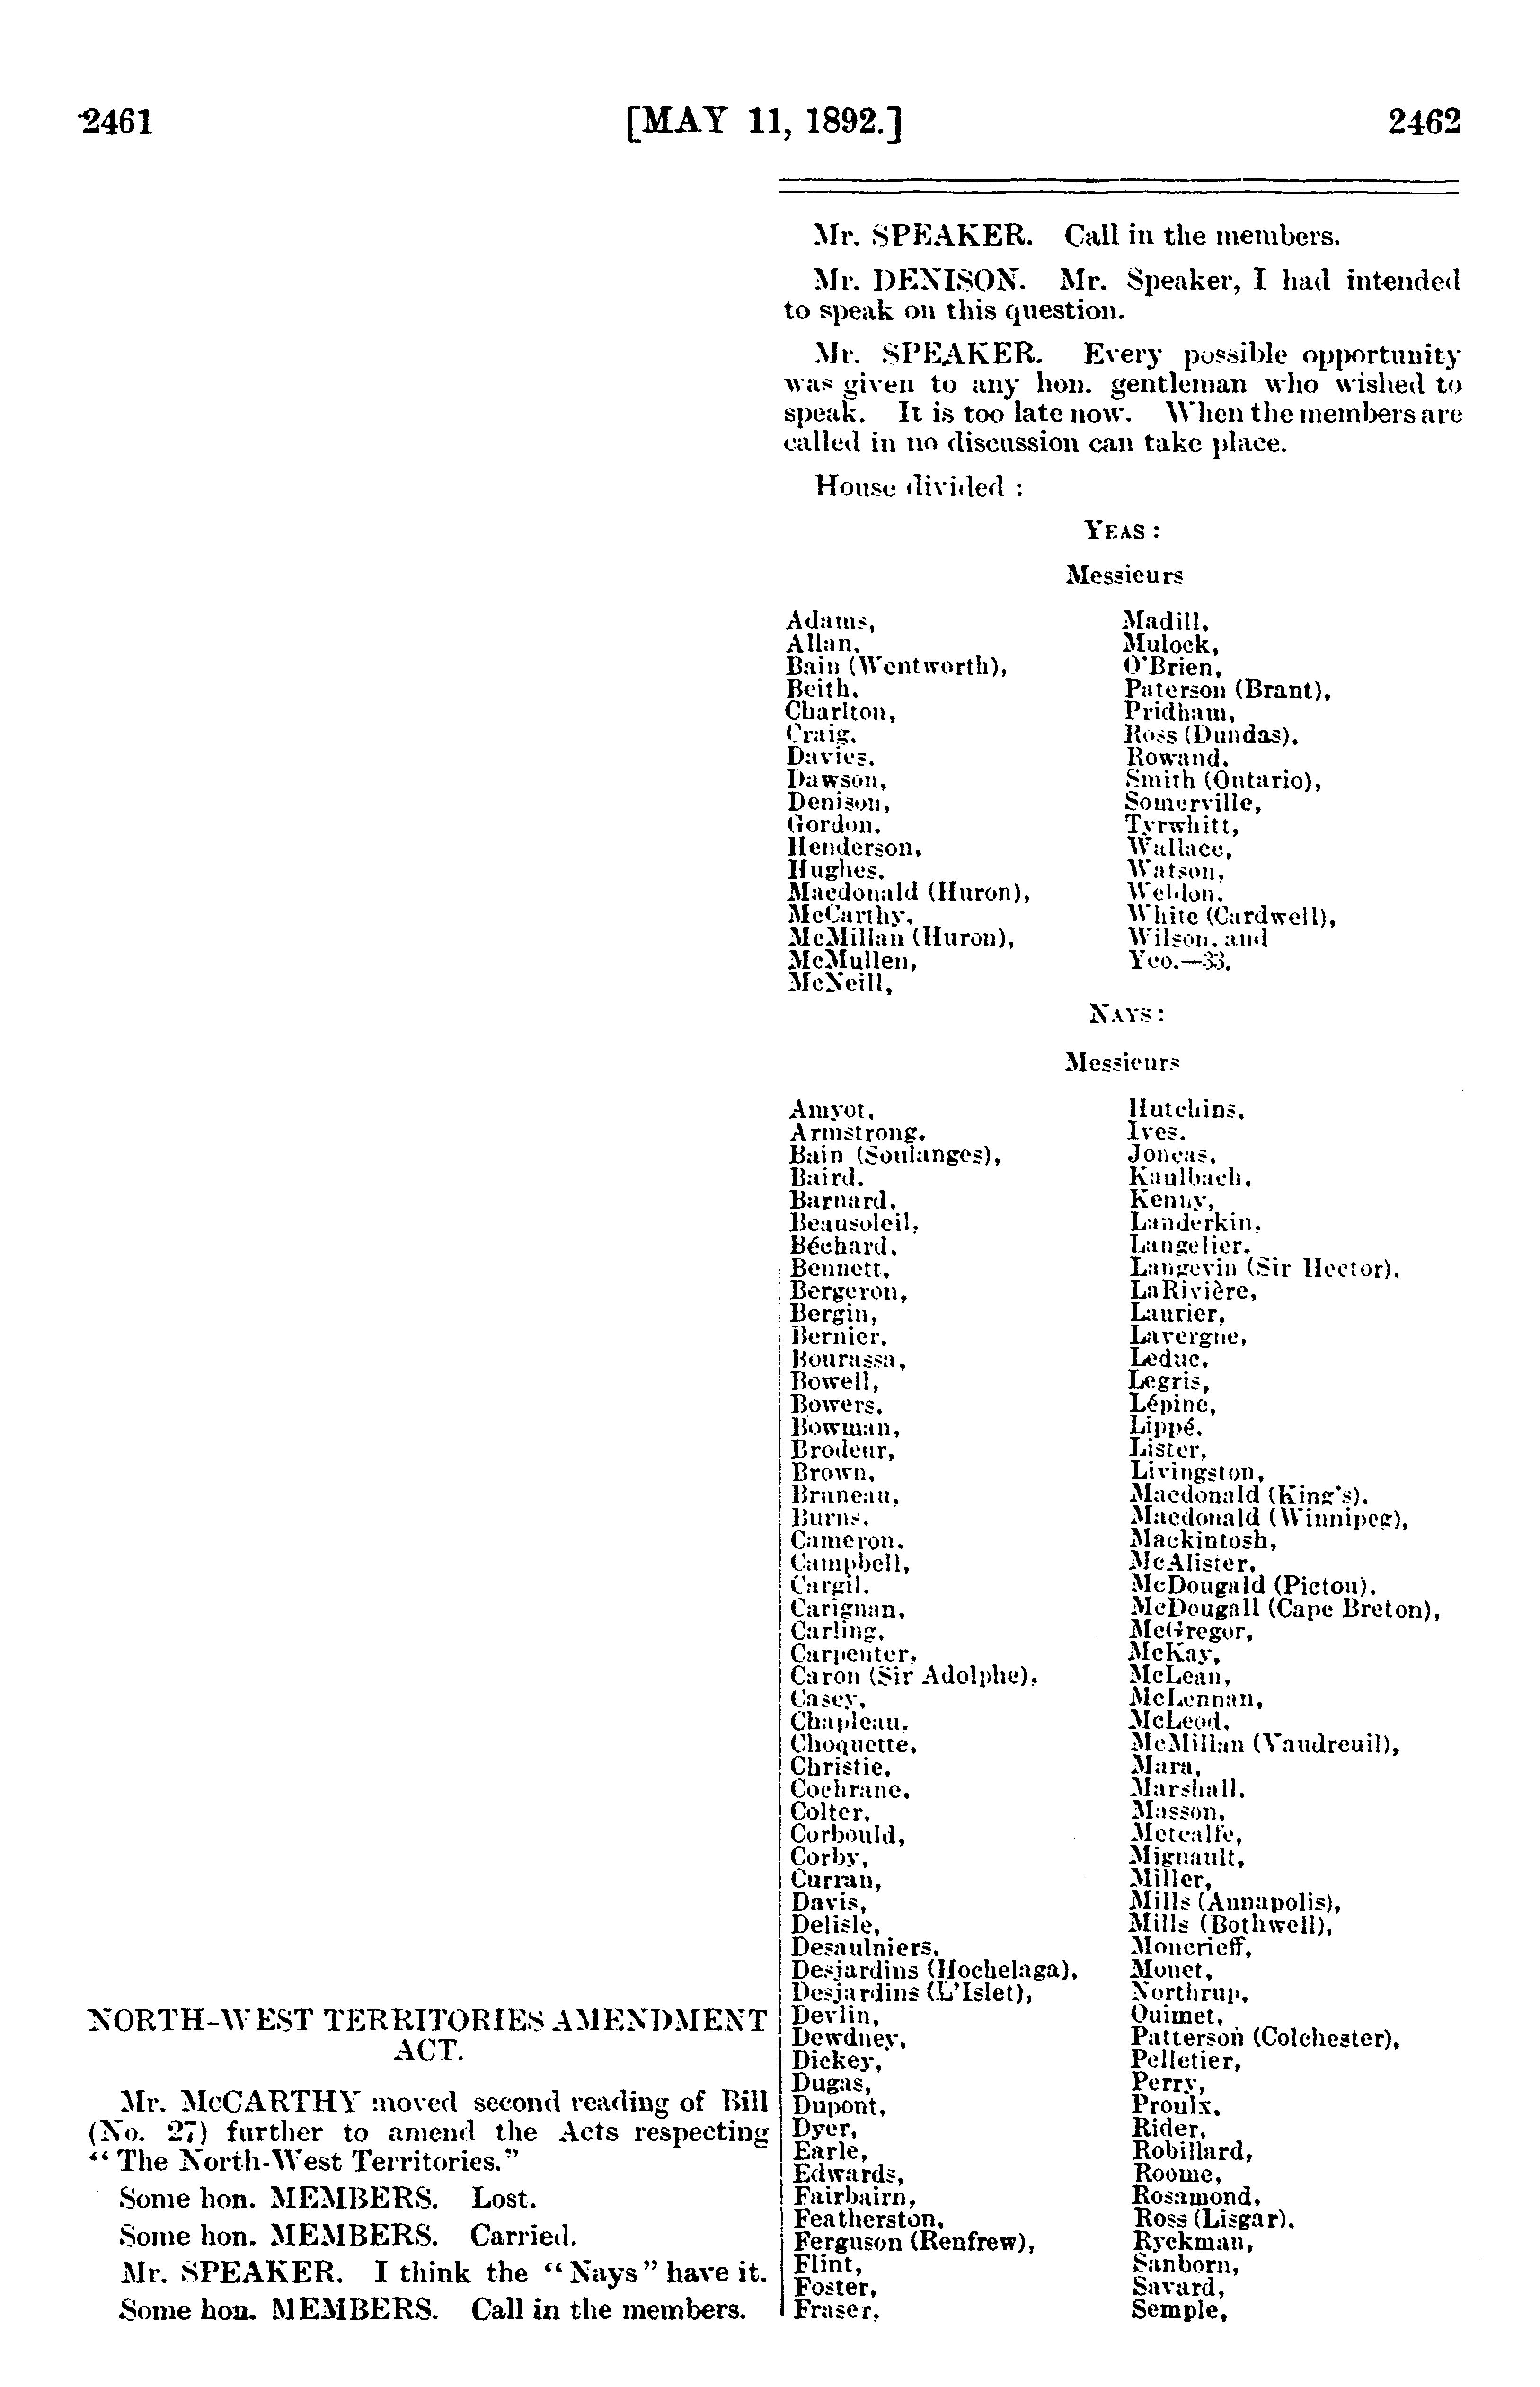 2461
[MAY 11, 1892.]
2462
NORTH-WEST TERRITORIES AMENDMENT
ACT.
Mr. McCARTHY moved second reading of Bill
(No. 27) further to amend the Acts respecting
“ The North-West Territories.”
Some hon. MEMBERS. Lost.
Some hon. MEMBERS. Carried.
Mr. SPEAKER. I think the “Nays” have it.
Some hon. MEMBERS. Call in the members.
Mr. SPEAKER. Call in the members.
Mr. DENISON. Mr. Speaker, I had intended
to speak on this question.
Mr. SPEAKER. Every possible opportunity
was given to any hon. gentleman who wished to
speak. It is too late now. When the members are
called in no discussion can take place.
House divided :
YEAS :
Messieurs
Adams,
Allan,
Bain (Wentworth),
Beith,
Charlton,
Craig,
Davies,
Dawson,
Denison,
Gordon,
Henderson,
Hughes,
Macdonald (Huron),
McCarthy,
McMillan (Huron),
McMullen,
McNeill,
Madill,
Mulock,
O'Brien,
Paterson (Brant),
Pridham,
Ross (Dundas),
Rowand,
Smith (Ontario),
Somerville,
Tyrwhitt,
Wallace,
Watson,
Weldon,
White (Cardwell),
Wilson, and
Yeo.—33.
NAYS :
Messieurs
Amyot,
Armstrong,
Bain (Soulanges),
Baird,
Barnard,
Beausoleil,
Béchard,
Bennett,
Bergeron,
Bergin,
Bernier,
Bourassa,
Bowell,
Bowers,
Bowman,
Brodeur,
Brown,
Bruneau,
Burns,
Cameron,
Campbell,
Cargil,
Carignan,
Carling,
Carpenter,
Caron (Sir Adolphe),
Casey,
Chapleau,
Choquette,
Christie,
Cochrane,
Colter,
Corbould,
Corby,
Curran,
Davis,
Delisle,
Desaulniers,
Desjardins (Hochelaga),
Desjardins (L'Islet),
Devlin,
Dewdney,
Dickey,
Dugas,
Dupont,
Dyer,
Earle,
Edwards,
Fairbairn,
Featherston,
Ferguson (Renfrew),
Flint,
Foster,
Fraser,
Hutchins,
Ives,
Joncas,
Kaulbach,
Kenny,
Landerkin,
Langelier,
Langevin (Sir Hector),
LaRivière,
Laurier,
Lavergne,
Leduc,
Legris,
Lépine,
Lippé,
Lister,
Livingston,
Macdonald (King's),
Macdonald (Winnipeg),
Mackintosh,
McAlister,
McDougald (Pictou),
McDougall (Cape Breton),
McGregor,
McKay,
McLean,
McLennan,
McLeod,
McMillan (Vaudreuil),
Mara,
Marshall,
Masson,
Metcalfe,
Mignault,
Miller,
Mills (Annapolis),
Mills (Bothwell),
Moncrieff,
Monet,
Northrup,
Ouimet,
Patterson (Colchester),
Pelletier,
Perry,
Proulx,
Rider,
Robillard,
Roome,
Rosamond,
Ross (Lisgar),
Ryckman,
Sanborn,
Savard,
Semple,